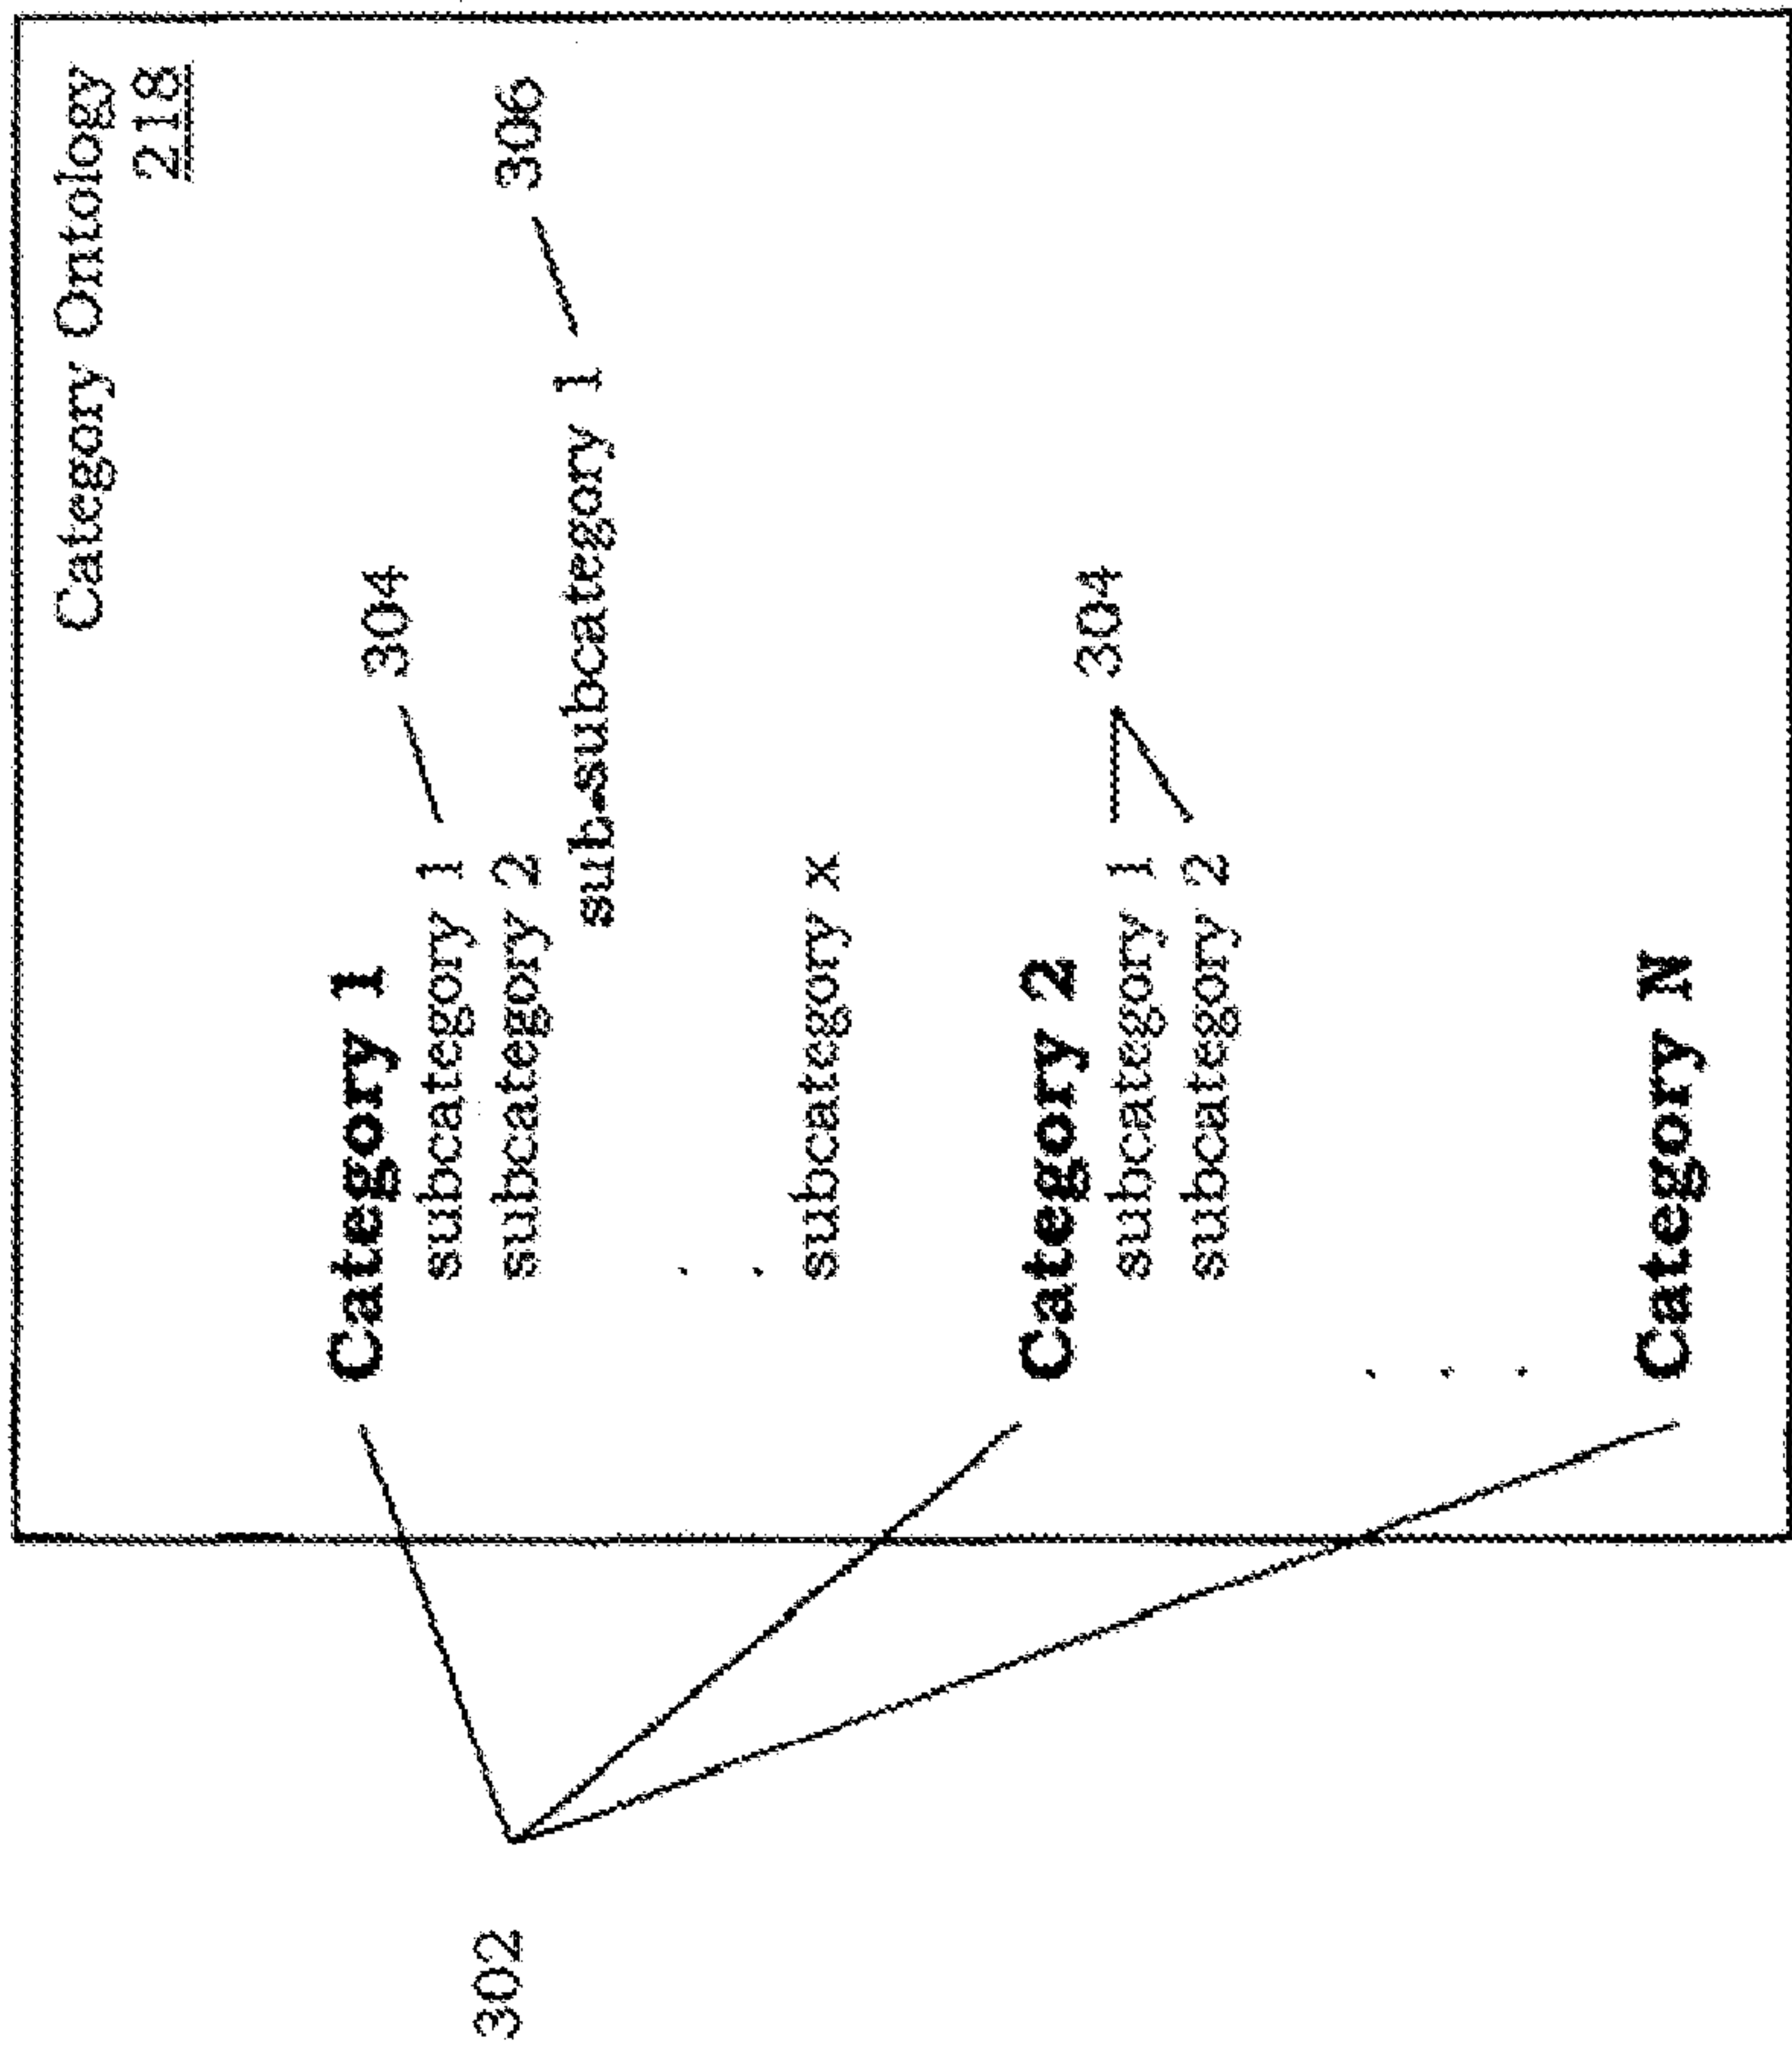 Category Ontology
218
Category 1
304
subcategory 1
subcategory 2
306
sub-subcategory 1
. .
subcategory x
302
Category 2
304
subcategory 1
subcategory 2
. . .
Category N